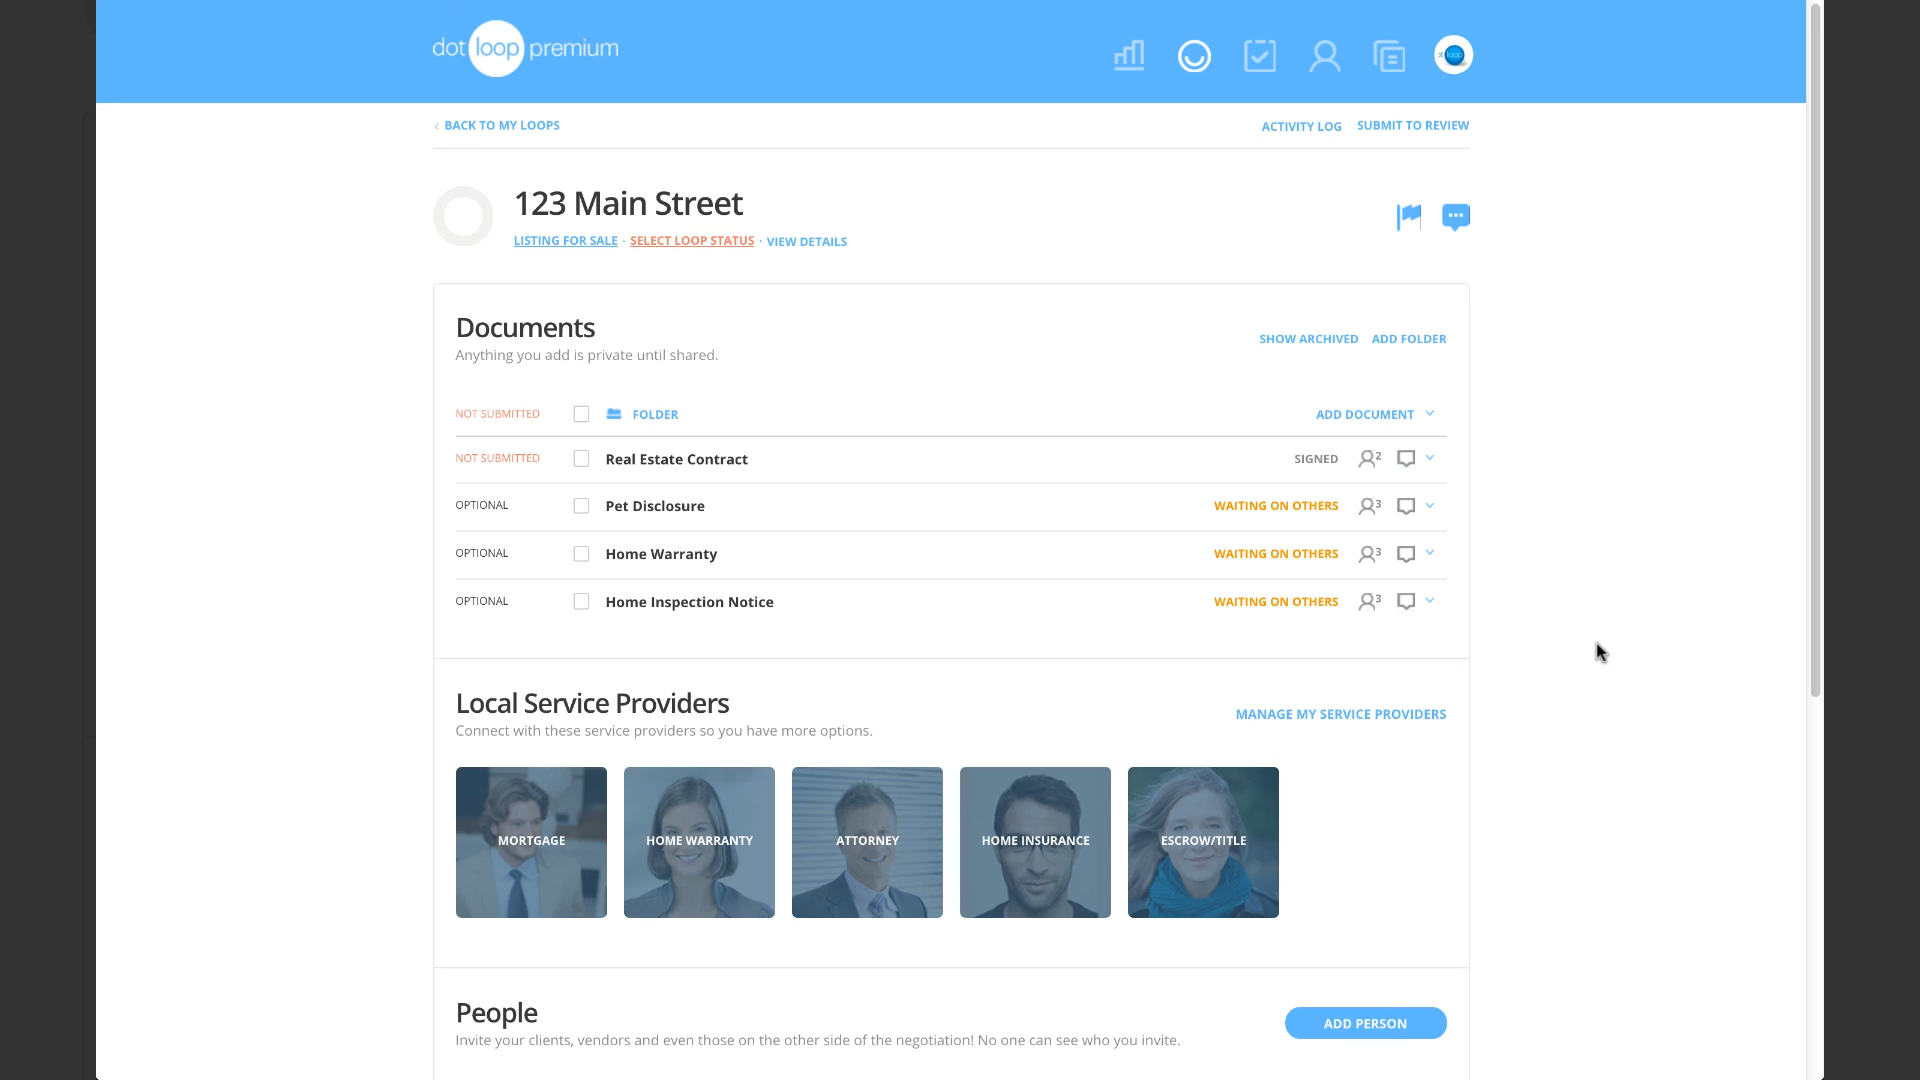 dot loop premium
loop
‹ BACK TO MY LOOPS
ACTIVITY LOG SUBMIT TO REVIEW
123 Main Street
LISTING FOR SALE · SELECT LOOP STATUS · VIEW DETAILS
Documents
Anything you add is private until shared.
SHOW ARCHIVED ADD FOLDER
NOT SUBMITTED FOLDER ADD DOCUMENT
NOT SUBMITTED Real Estate Contract SIGNED 2
OPTIONAL Pet Disclosure WAITING ON OTHERS 3
OPTIONAL Home Warranty WAITING ON OTHERS 3
OPTIONAL Home Inspection Notice WAITING ON OTHERS 3
Local Service Providers
Connect with these service providers so you have more options.
MANAGE MY SERVICE PROVIDERS
MORTGAGE HOME WARRANTY ATTORNEY HOME INSURANCE ESCROW/TITLE
People
Invite your clients, vendors and even those on the other side of the negotiation! No one can see who you invite.
ADD PERSON